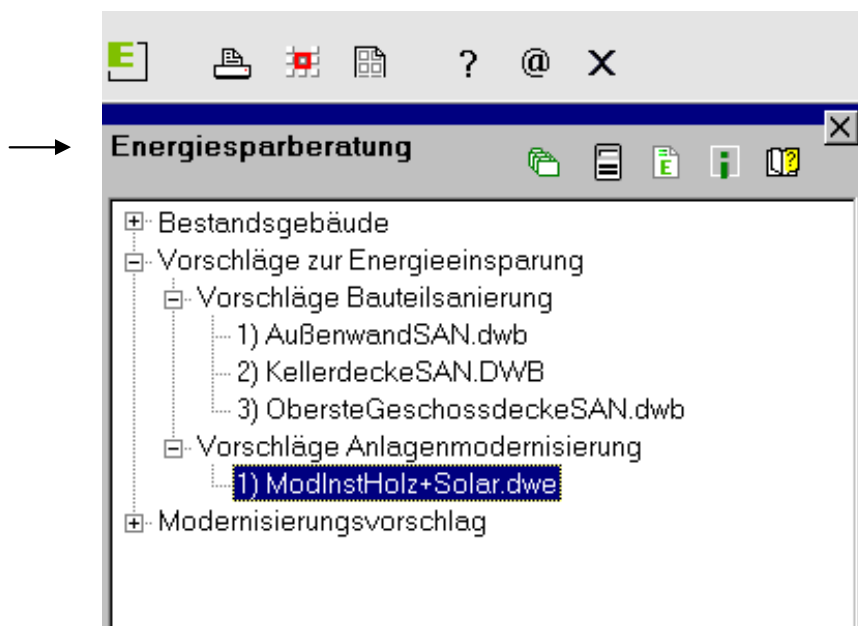 E ? @ X
Energiesparberatung
Bestandsgebäude
Vorschläge zur Energieeinsparung
Vorschläge Bauteilsanierung
1) AußenwandSAN.dwb
2) KellerdeckeSAN.DWB
3) ObersteGeschossdeckeSAN.dwb
Vorschläge Anlagenmodernisierung
1) ModInstHolz+Solar.dwe
Modernisierungsvorschlag